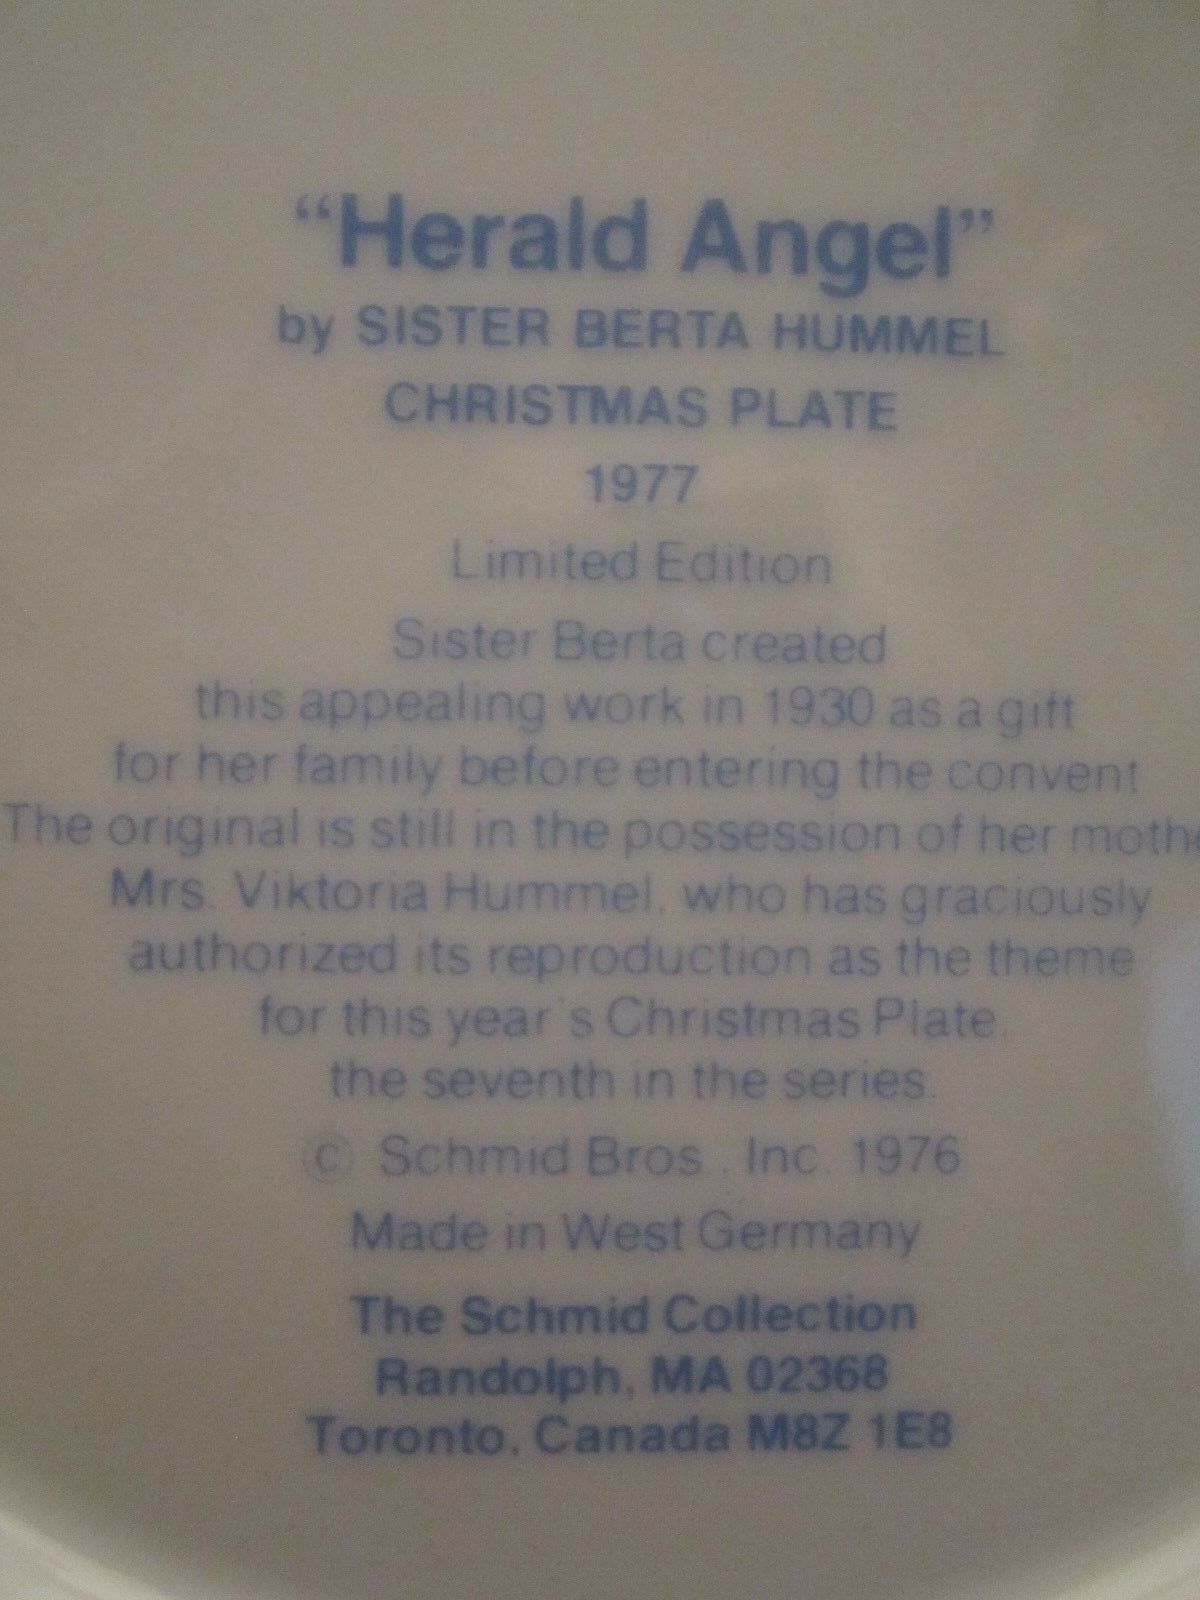 “Herald Angel”
by SISTER BERTA HUMMEL
CHRISTMAS PLATE
1977
Limited Edition
Sister Berta created
this appealing work in 1930 as a gift
for her family before entering the convent
The original is still in the possession of her mothe
Mrs. Viktoria Hummel, who has graciously
authorized its reproduction as the theme
for this year's Christmas Plate
the seventh in the series.
© Schmid Bros., Inc. 1976
Made in West Germany
The Schmid Collection
Randolph, MA 02368
Toronto, Canada M8Z 1E8